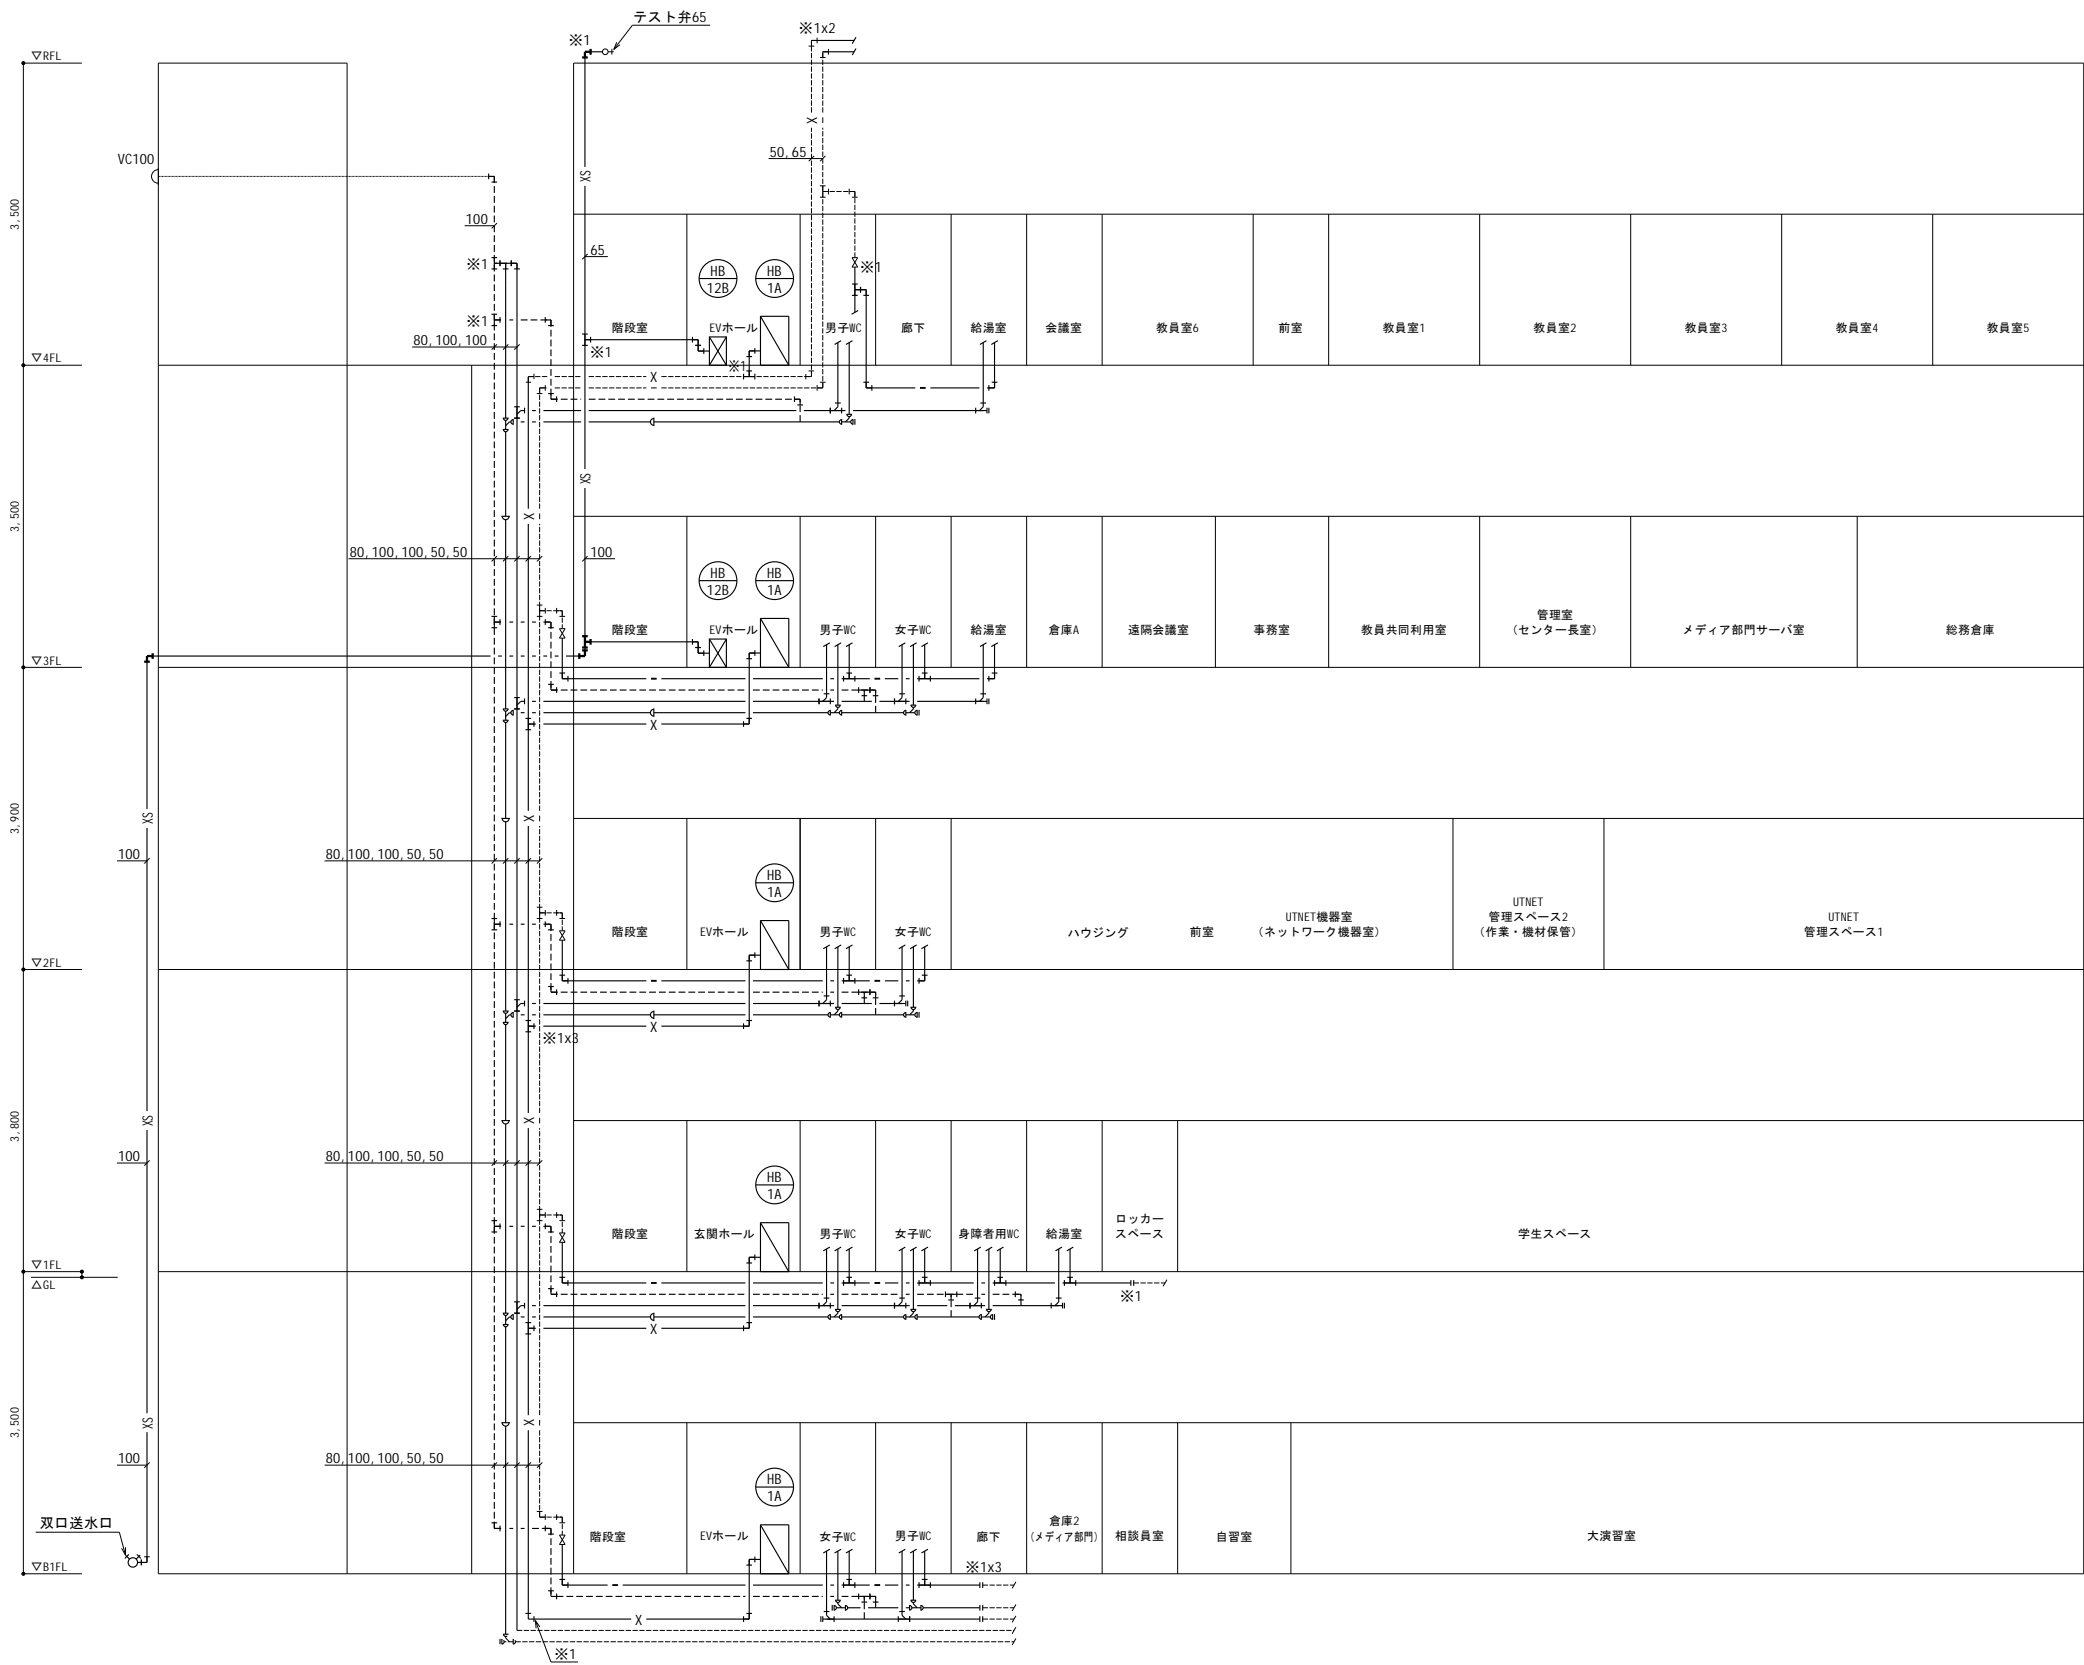 テスト弁65
※1
※1x2
▽RFL
X
50,65
VC100
XS
3,500
100
65
※1
※1
HB
12B
HB
1A
※1
80,100,100
階段室
EVホール
男子WC
廊下
給湯室
会議室
教員室6
前室
教員室1
教員室2
教員室3
教員室4
教員室5
※1
※1
▽4FL
X
XS
3,500
X
80,100,100,50,50
100
HB
12B
HB
1A
階段室
EVホール
男子WC
女子WC
給湯室
倉庫A
遠隔会議室
事務室
教員共同利用室
管理室
(センター長室)
メディア部門サーバ室
総務倉庫
▽3FL
X
3,900
XS
X
100
80,100,100,50,50
HB
1A
階段室
EVホール
男子WC
女子WC
ハウジング
前室
UTNET機器室
(ネットワーク機器室)
UTNET
管理スペース2
(作業・機材保管)
UTNET
管理スペース1
▽2FL
X
※1x3
3,800
XS
X
100
80,100,100,50,50
HB
1A
階段室
玄関ホール
男子WC
女子WC
身障者用WC
給湯室
ロッカー
スペース
学生スペース
▽1FL
△GL
※1
X
3,500
XS
X
100
80,100,100,50,50
HB
1A
双口送水口
階段室
EVホール
女子WC
男子WC
廊下
倉庫2
(メディア部門)
相談員室
自習室
大演習室
※1x3
▽B1FL
X
※1